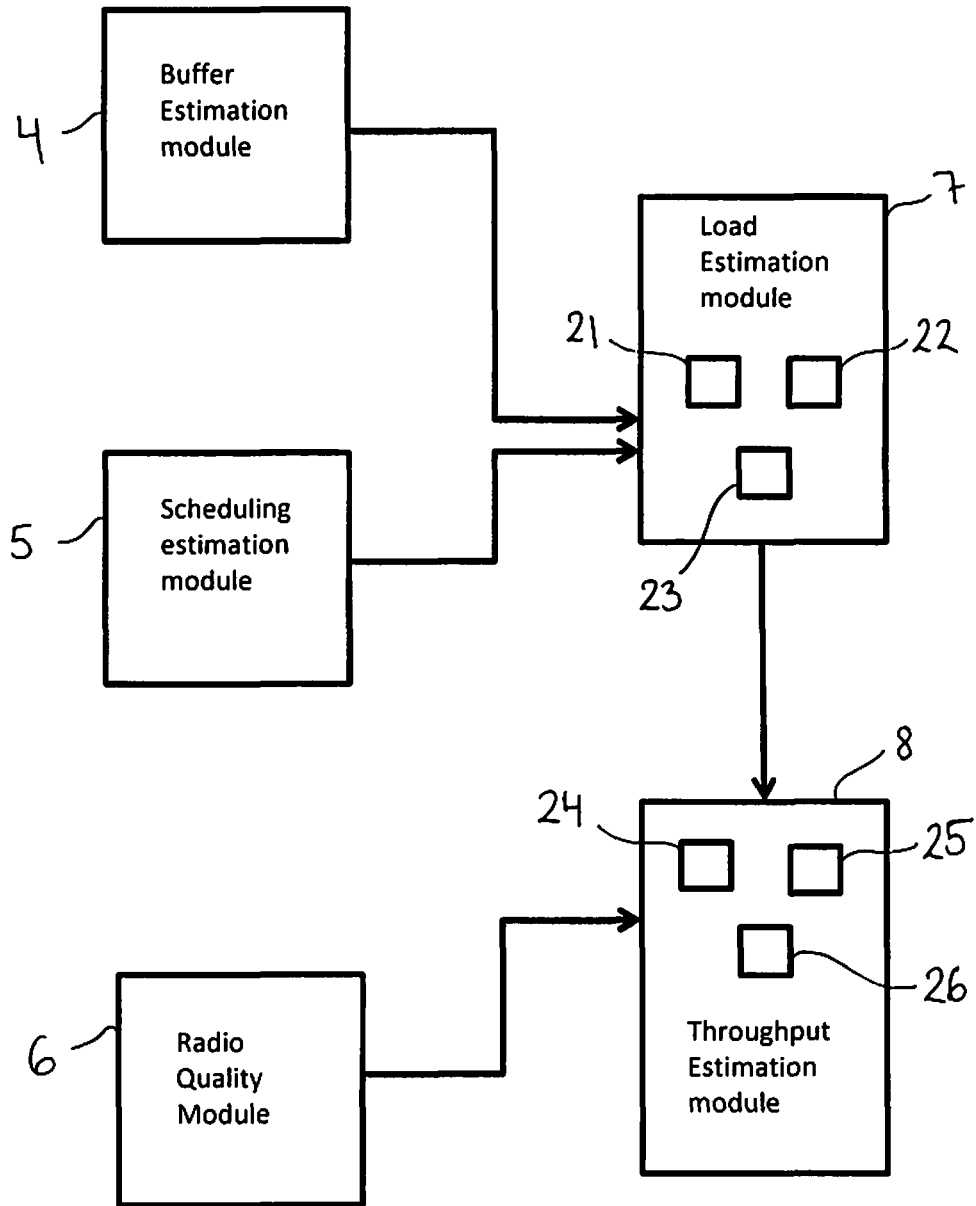 Buffer
Estimation
module
4
7
Load
Estimation
module
21
22
23
Scheduling
estimation
module
5
8
24
25
26
Throughput
Estimation
module
Radio
Quality
Module
6